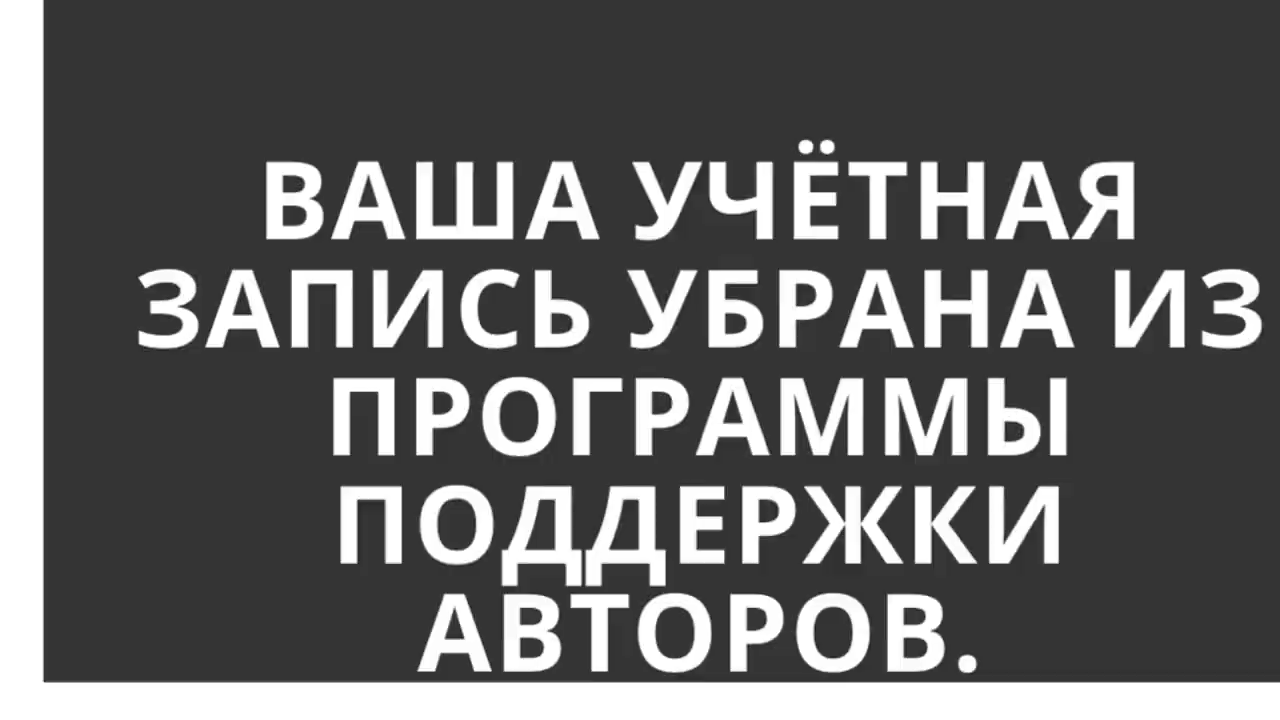 ВАША УЧЁТНАЯ
ЗАПИСЬ УБРАНА ИЗ
ПРОГРАММЫ
ПОДДЕРЖКИ
АВТОРОВ.